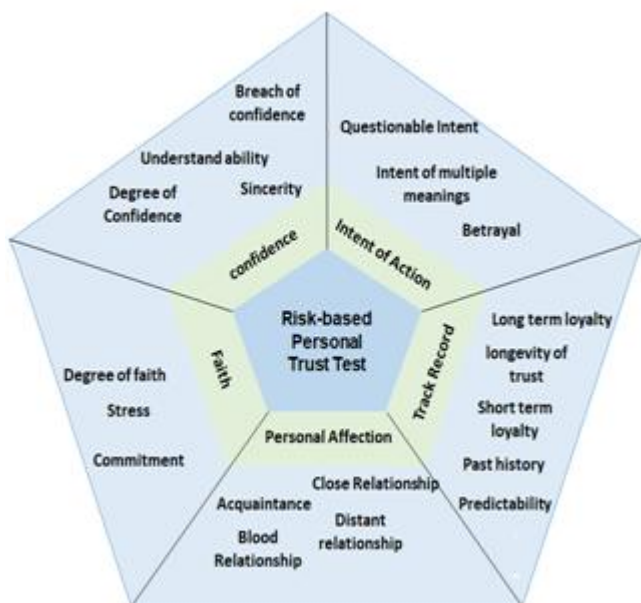 Breach of
confidence
Understand ability
Degree of
Confidence
Sincerity
confidence
Questionable Intent
Intent of multiple
meanings
Betrayal
Intent of Action
Risk-based
Personal
Trust Test
Long term loyalty
longevity of
trust
Short term
loyalty
Past history
Predictability
Track Record
Faith
Degree of faith
Stress
Commitment
Personal Affection
Close Relationship
Acquaintance
Distant
relationship
Blood
Relationship